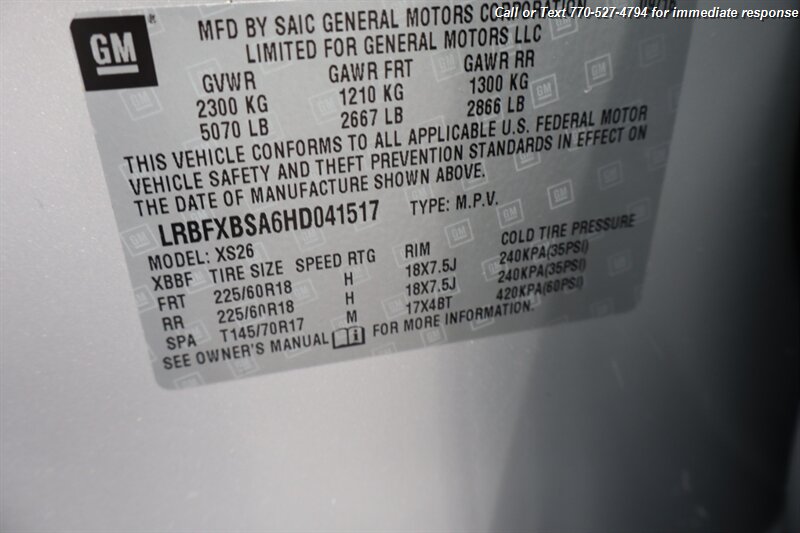 Call or Text 770-527-4794 for immediate response
GM
MFD BY SAIC GENERAL MOTORS CORPORATION
LIMITED FOR GENERAL MOTORS LLC
GVWR GAWR FRT GAWR RR
2300 KG 1210 KG 1300 KG
5070 LB 2667 LB 2866 LB
THIS VEHICLE CONFORMS TO ALL APPLICABLE U.S. FEDERAL MOTOR
VEHICLE SAFETY AND THEFT PREVENTION STANDARDS IN EFFECT ON
THE DATE OF MANUFACTURE SHOWN ABOVE.
LRBFXBSA6HD041517 TYPE: M.P.V.
MODEL: XS26
XBBF TIRE SIZE SPEED RTG RIM COLD TIRE PRESSURE
FRT 225/60R18 H 18X7.5J 240KPA(35PSI)
RR 225/60R18 H 18X7.5J 240KPA(35PSI)
SPA T145/70R17 M 17X4BT 420KPA(60PSI)
SEE OWNER'S MANUAL FOR MORE INFORMATION.